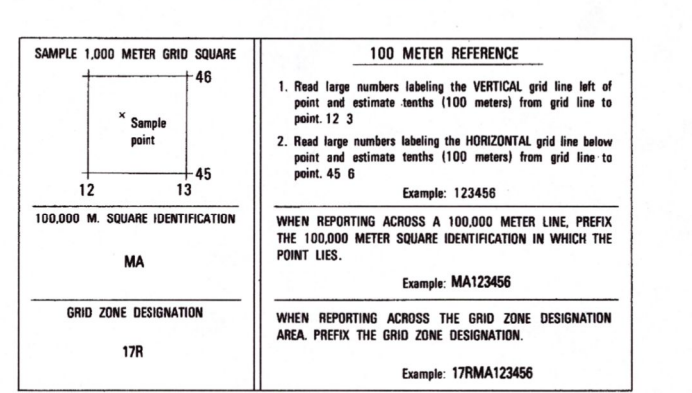 SAMPLE 1,000 METER GRID SQUARE
46
× Sample
point
45
12 13
100,000 M. SQUARE IDENTIFICATION
MA
GRID ZONE DESIGNATION
17R
100 METER REFERENCE
1. Read large numbers labeling the VERTICAL grid line left of
point and estimate tenths (100 meters) from grid line to
point. 12 3
2. Read large numbers labeling the HORIZONTAL grid line below
point and estimate tenths (100 meters) from grid line to
point. 45 6
Example: 123456
WHEN REPORTING ACROSS A 100,000 METER LINE, PREFIX
THE 100,000 METER SQUARE IDENTIFICATION IN WHICH THE
POINT LIES.
Example: MA123456
WHEN REPORTING ACROSS THE GRID ZONE DESIGNATION
AREA. PREFIX THE GRID ZONE DESIGNATION.
Example: 17RMA123456